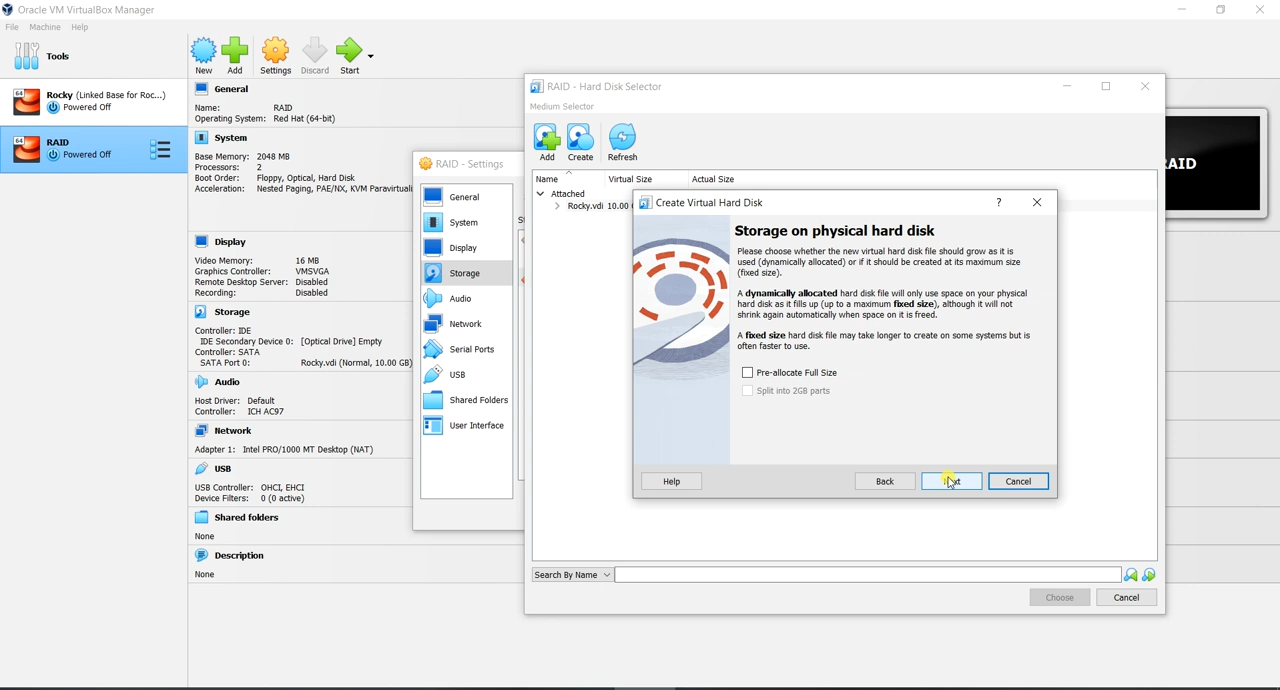 Oracle VM VirtualBox Manager
File Machine Help
Tools
New Add Settings Discard Start
Rocky (Linked Base for Roc...)
Powered Off
RAID
Powered Off
General
Name: RAID
Operating System: Red Hat (64-bit)
System
Base Memory: 2048 MB
Processors: 2
Boot Order: Floppy, Optical, Hard Disk
Acceleration: Nested Paging, PAE/NX, KVM Paravirtuali
Display
Video Memory: 16 MB
Graphics Controller: VMSVGA
Remote Desktop Server: Disabled
Recording: Disabled
Storage
Controller: IDE
IDE Secondary Device 0: [Optical Drive] Empty
Controller: SATA
SATA Port 0: Rocky.vdi (Normal, 10.00 GB)
Audio
Host Driver: Default
Controller: ICH AC97
Network
Adapter 1: Intel PRO/1000 MT Desktop (NAT)
USB
USB Controller: OHCI, EHCI
Device Filters: 0 (0 active)
Shared folders
None
Description
None
RAID - Settings
General
System
Display
Storage
Audio
Network
Serial Ports
USB
Shared Folders
User Interface
RAID - Hard Disk Selector
Medium Selector
Add Create Refresh
Name Virtual Size Actual Size
Attached
Rocky.vdi 10.00
Create Virtual Hard Disk ?
Storage on physical hard disk
Please choose whether the new virtual hard disk file should grow as it is
used (dynamically allocated) or if it should be created at its maximum size
(fixed size).
A dynamically allocated hard disk file will only use space on your physical
hard disk as it fills up (up to a maximum fixed size), although it will not
shrink again automatically when space on it is freed.
A fixed size hard disk file may take longer to create on some systems but is
often faster to use.
Pre-allocate Full Size
Split into 2GB parts
Help Back Next Cancel
Search By Name
Choose Cancel